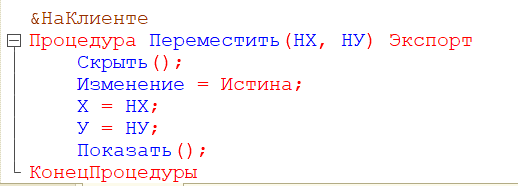 &НаКлиенте
Процедура Переместить(НХ, НУ) Экспорт
Скрыть();
Изменение = Истина;
Х = НХ;
У = НУ;
Показать();
КонецПроцедуры